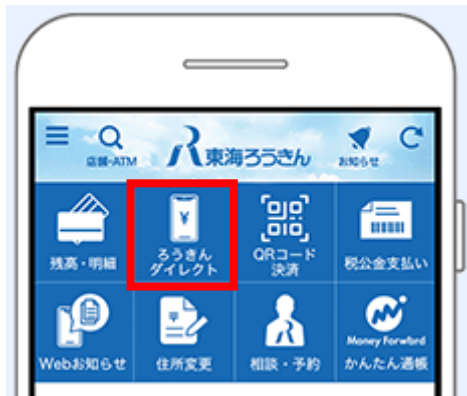 店舗・ATM
東海ろうきん
お知らせ
残高・明細
ろうきん
ダイレクト
QRコード
決済
税公金支払い
Webお知らせ
住所変更
相談・予約
Money Forward
かんたん通帳